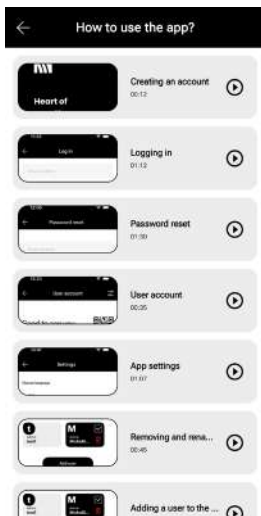 How to use the app?
Heart of
Creating an account
00:12
Log in
Logging in
01:12
Password reset
Password reset
01:30
User account
User account
00:35
Settings
App settings
01:07
t
M
Removing and rena...
00:45
t
M
Adding a user to the ...